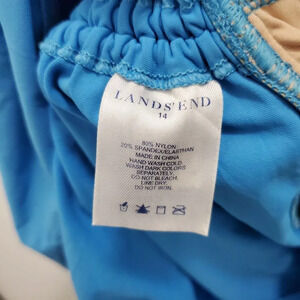 LANDS' END
14
80% NYLON
20% SPANDEX/ELASTHAN
MADE IN CHINA
HAND WASH COLD.
WASH DARK COLORS
SEPARATELY.
DO NOT BLEACH.
LINE DRY.
DO NOT IRON.